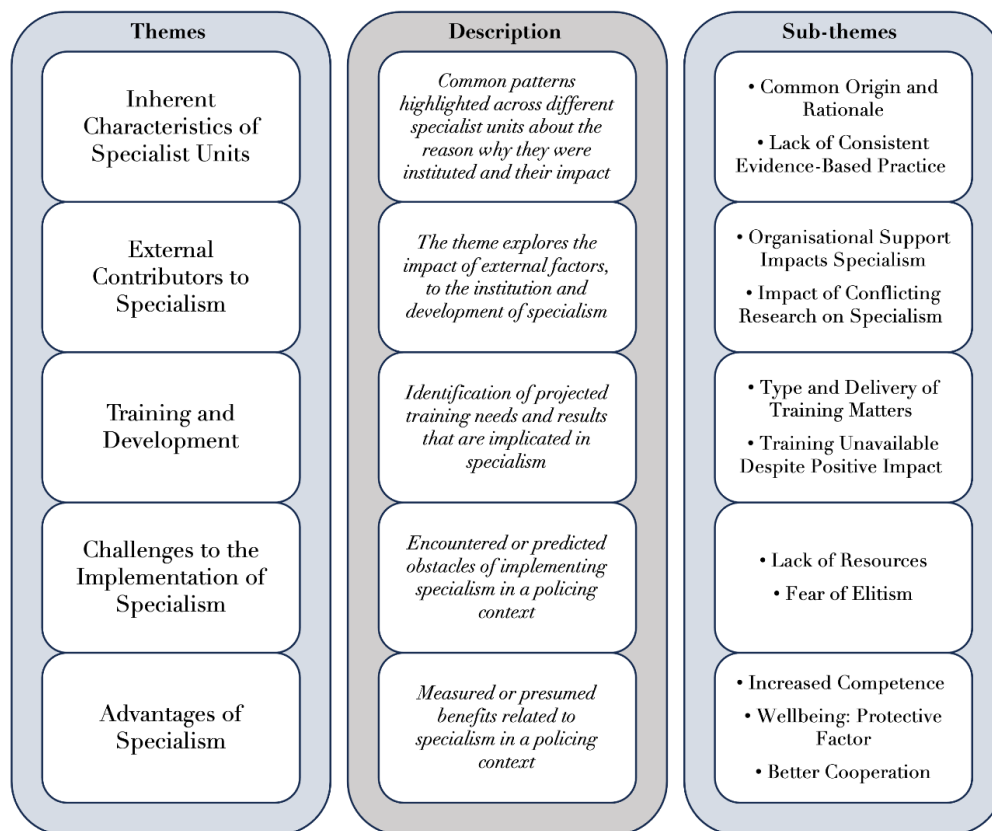 Themes
Description
Sub-themes
Inherent
Characteristics of
Specialist Units
Common patterns
highlighted across different
specialist units about the
reason why they were
instituted and their impact
• Common Origin and
Rationale
• Lack of Consistent
Evidence-Based Practice
External
Contributors to
Specialism
The theme explores the
impact of external factors,
to the institution and
development of specialism
• Organisational Support
Impacts Specialism
• Impact of Conflicting
Research on Specialism
Training and
Development
Identification of projected
training needs and results
that are implicated in
specialism
• Type and Delivery of
Training Matters
• Training Unavailable
Despite Positive Impact
Challenges to the
Implementation of
Specialism
Encountered or predicted
obstacles of implementing
specialism in a policing
context
• Lack of Resources
• Fear of Elitism
Advantages of
Specialism
Measured or presumed
benefits related to
specialism in a policing
context
• Increased Competence
• Wellbeing: Protective
Factor
• Better Cooperation